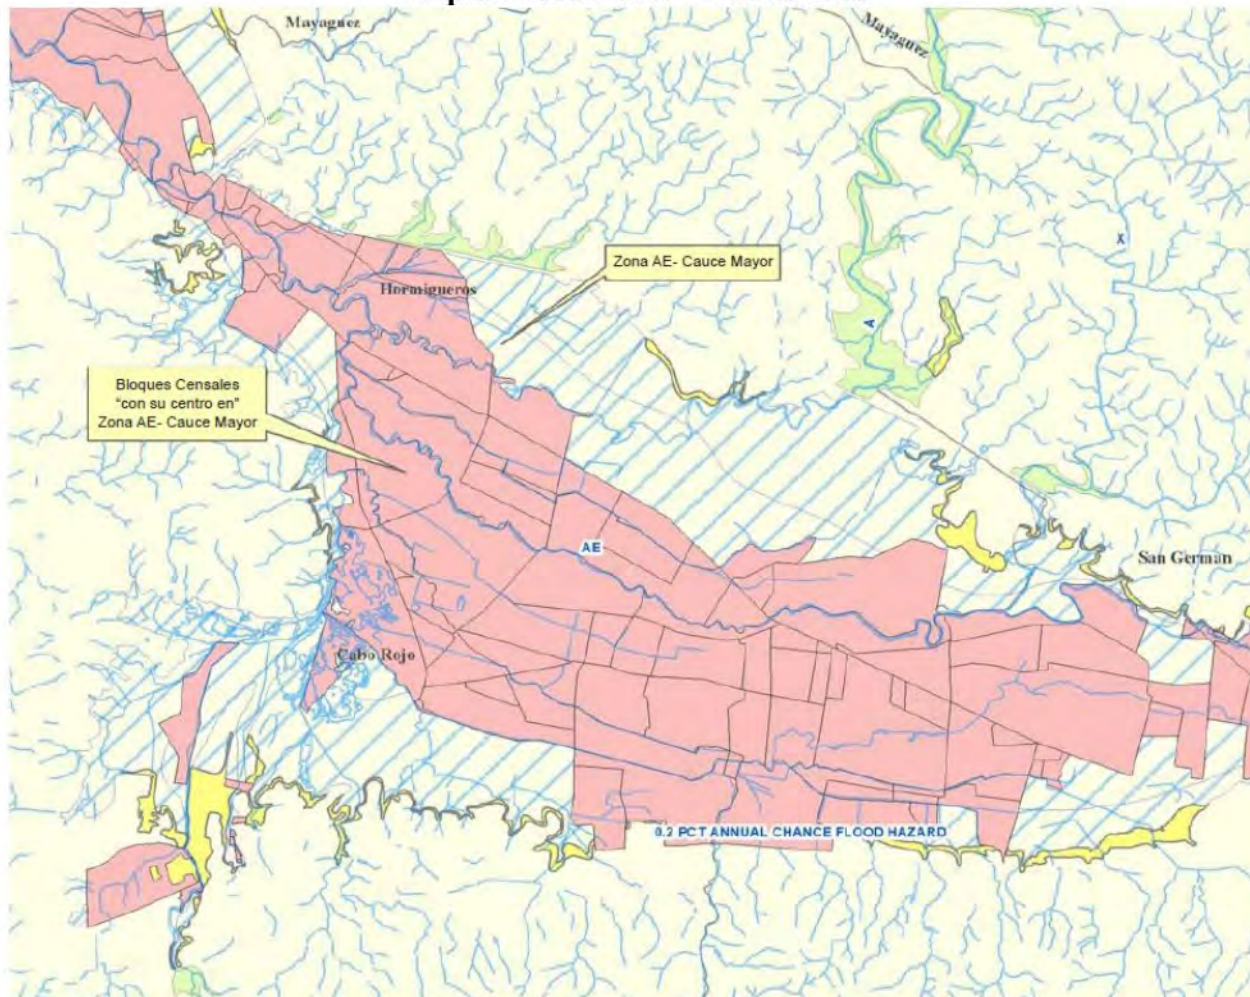 Mayaguez
Mayaguez
X
Zona AE- Cauce Mayor
Hormigueros
A
Bloques Censales
"con su centro en"
Zona AE- Cauce Mayor
AE
San German
Cabo Rojo
0.2 PCT ANNUAL CHANCE FLOOD HAZARD